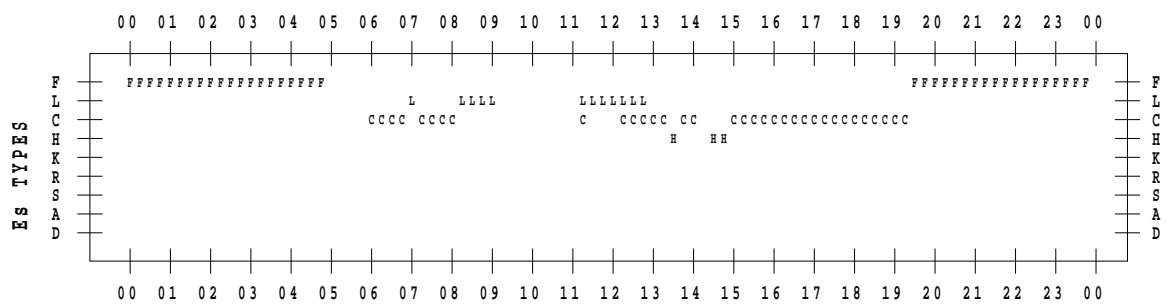 00 01 02 03 04 05 06 07 08 09 10 11 12 13 14 15 16 17 18 19 20 21 22 23 00
Es TYPES
F FFFFFFFFFFFFFFFFFFFF FFFFFFFFFFFFFFFFFF F
L L LLLL LLLLLLL L
C CCCC CCCC C CCCCC CC CCCCCCCCCCCCCCCCCC C
H H HH H
K K
R R
S S
A A
D D
00 01 02 03 04 05 06 07 08 09 10 11 12 13 14 15 16 17 18 19 20 21 22 23 00